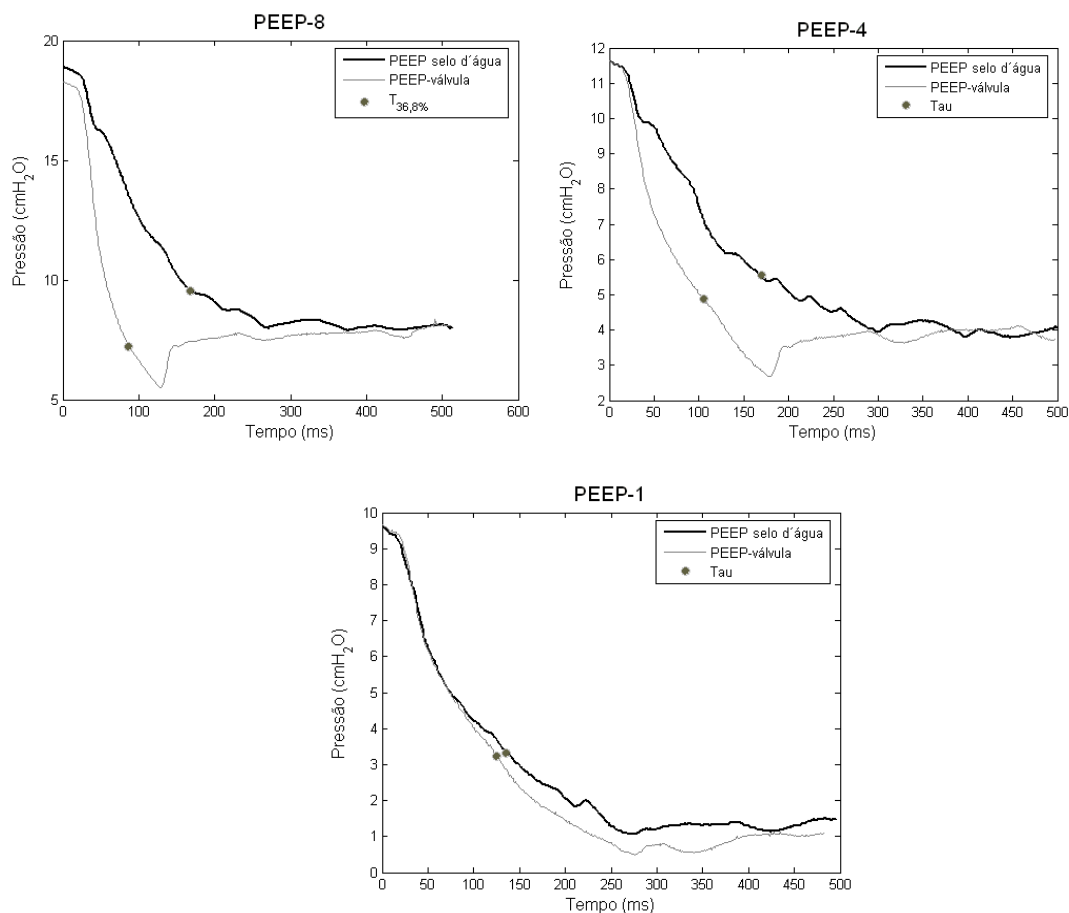 PEEP-8
20
15
10
5
0 100 200 300 400 500 600
Pressão (cmH2O)
Tempo (ms)
PEEP selo d´água
PEEP-válvula
T36,8%
PEEP-4
12
11
10
9
8
7
6
5
4
3
2
0 50 100 150 200 250 300 350 400 450 500
Pressão (cmH2O)
Tempo (ms)
PEEP selo d´água
PEEP-válvula
Tau
PEEP-1
10
9
8
7
6
5
4
3
2
1
0
0 50 100 150 200 250 300 350 400 450 500
Pressão (cmH2O)
Tempo (ms)
PEEP selo d´água
PEEP-válvula
Tau